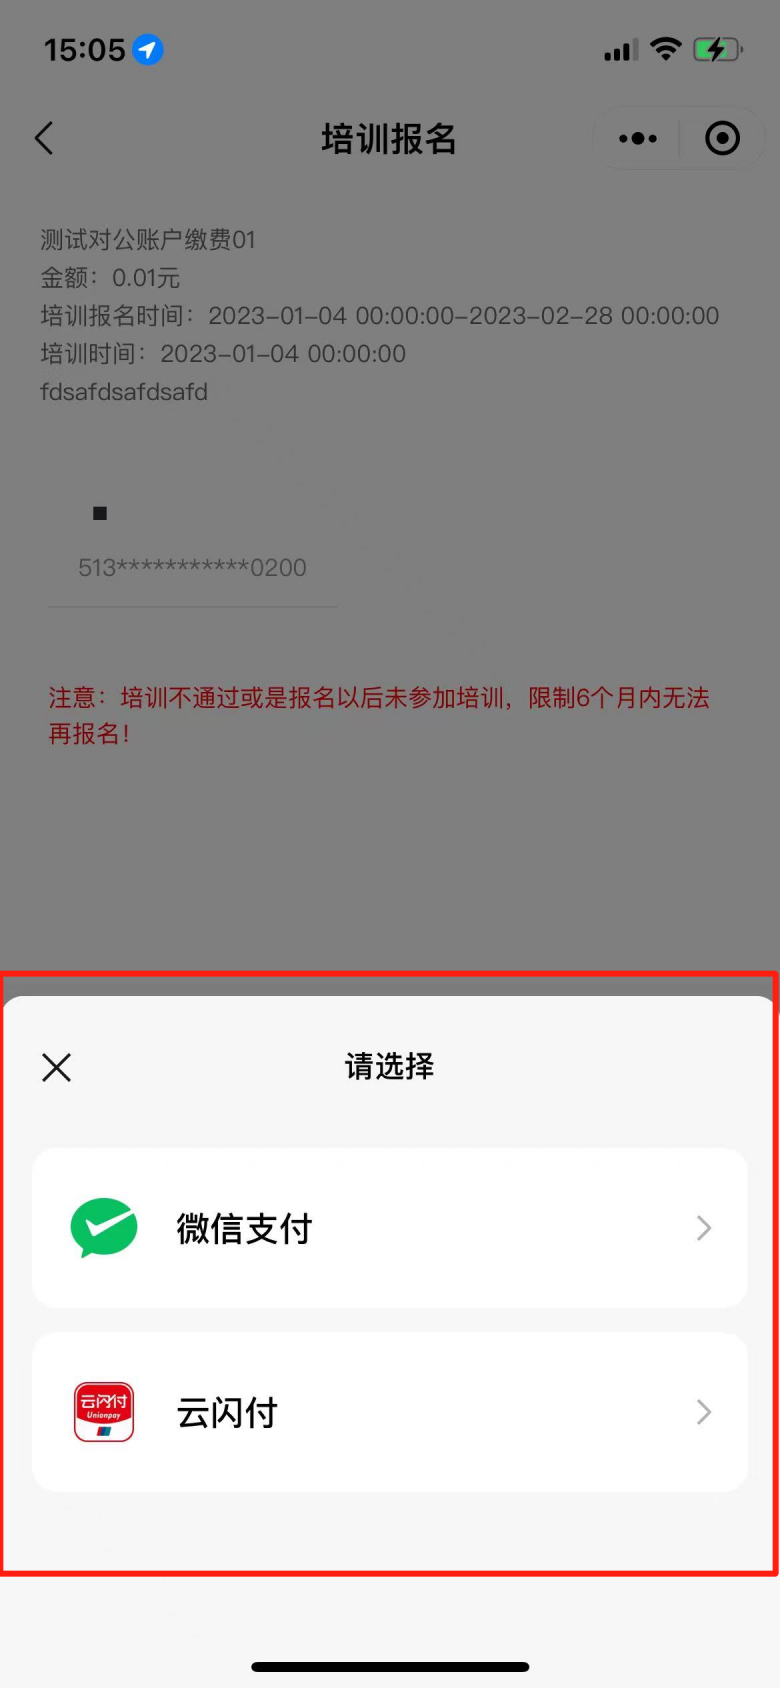 15:05
培训报名
测试对公账户缴费01
金额：0.01元
培训报名时间：2023-01-04 00:00:00-2023-02-28 00:00:00
培训时间：2023-01-04 00:00:00
fdsafdsafdsafd
513***********0200
注意：培训不通过或是报名以后未参加培训，限制6个月内无法
再报名！
请选择
微信支付
云闪付
Unionpay
云闪付